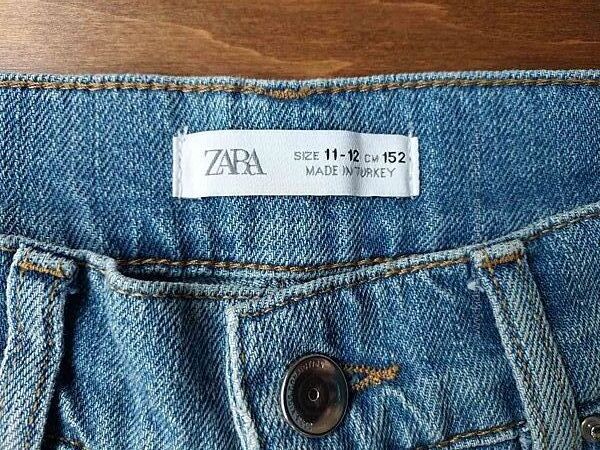 ZARA
SIZE 11-12 CM 152
MADE IN TURKEY